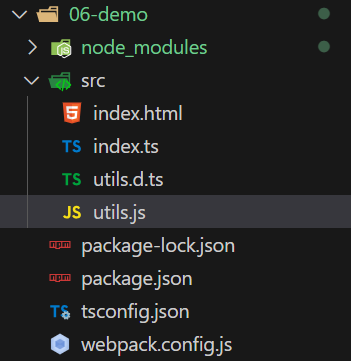 06-demo
node_modules
src
index.html
TS index.ts
TS utils.d.ts
JS utils.js
package-lock.json
package.json
TS tsconfig.json
webpack.config.js